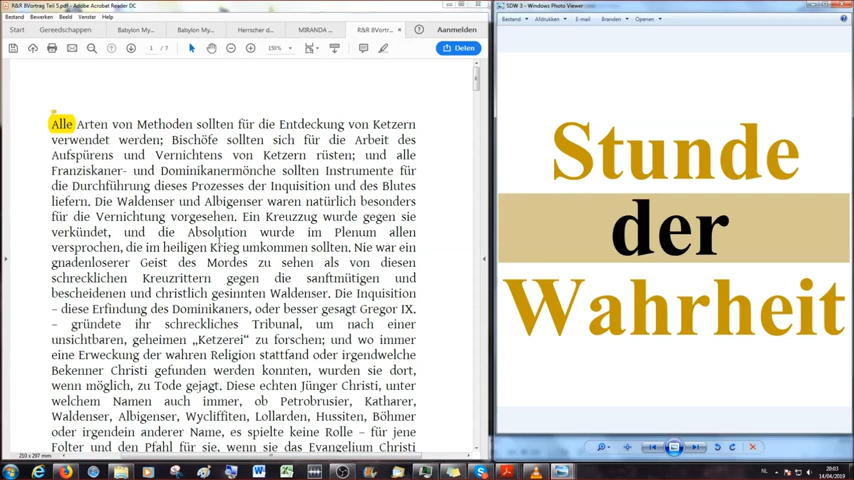 R&R 8Vortrag Teil 5.pdf - Adobe Acrobat Reader DC
Bestand Bewerken Beeld Venster Help
Start Gereedschappen Babylon My... Babylon My... Herrscher d... MIRANDA ... R&R 8Vortr... × Aanmelden
1 / 7 150% Delen
Alle Arten von Methoden sollten für die Entdeckung von Ketzern
verwendet werden; Bischöfe sollten sich für die Arbeit des
Aufspürens und Vernichtens von Ketzern rüsten; und alle
Franziskaner- und Dominikanermönche sollten Instrumente für
die Durchführung dieses Prozesses der Inquisition und des Blutes
liefern. Die Waldenser und Albigenser waren natürlich besonders
für die Vernichtung vorgesehen. Ein Kreuzzug wurde gegen sie
verkündet, und die Absolution wurde im Plenum allen
versprochen, die im heiligen Krieg umkommen sollten. Nie war ein
gnadenloserer Geist des Mordes zu sehen als von diesen
schrecklichen Kreuzrittern gegen die sanftmütigen und
bescheidenen und christlich gesinnten Waldenser. Die Inquisition
– diese Erfindung des Dominikaners, oder besser gesagt Gregor IX.
– gründete ihr schreckliches Tribunal, um nach einer
unsichtbaren, geheimen „Ketzerei“ zu forschen; und wo immer
eine Erweckung der wahren Religion stattfand oder irgendwelche
Bekenner Christi gefunden werden konnten, wurden sie dort,
wenn möglich, zu Tode gejagt. Diese echten Jünger Christi, unter
welchem Namen auch immer, ob Petrobrusier, Katharer,
Waldenser, Albigenser, Wycliffiten, Lollarden, Hussiten, Böhmer
oder irgendein anderer Name, es spielte keine Rolle – für jene
Folter und den Pfahl für sie, wenn sie das Evangelium Christi
210 x 297 mm
SDW 3 - Windows Photo Viewer
Bestand Afdrukken E-mail Branden Openen
Stunde
der
Wahrheit
NL 20:03
14/04/2019